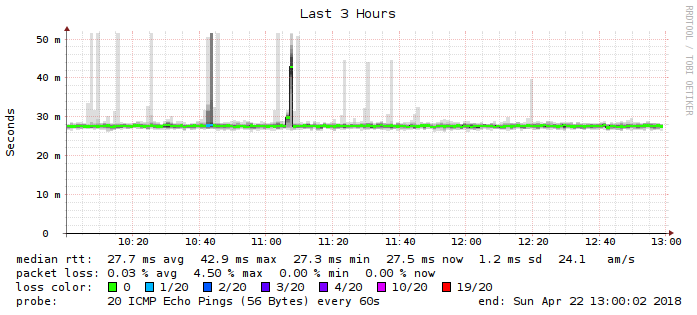 Last 3 Hours
RRDTOOL / TOBI OETIKER
Seconds
50 m
40 m
30 m
20 m
10 m
0
10:20 10:40 11:00 11:20 11:40 12:00 12:20 12:40 13:00
median rtt: 27.7 ms avg 42.9 ms max 27.3 ms min 27.5 ms now 1.2 ms sd 24.1 am/s
packet loss: 0.03 % avg 4.50 % max 0.00 % min 0.00 % now
loss color: 0 1/20 2/20 3/20 4/20 10/20 19/20
probe: 20 ICMP Echo Pings (56 Bytes) every 60s end: Sun Apr 22 13:00:02 2018